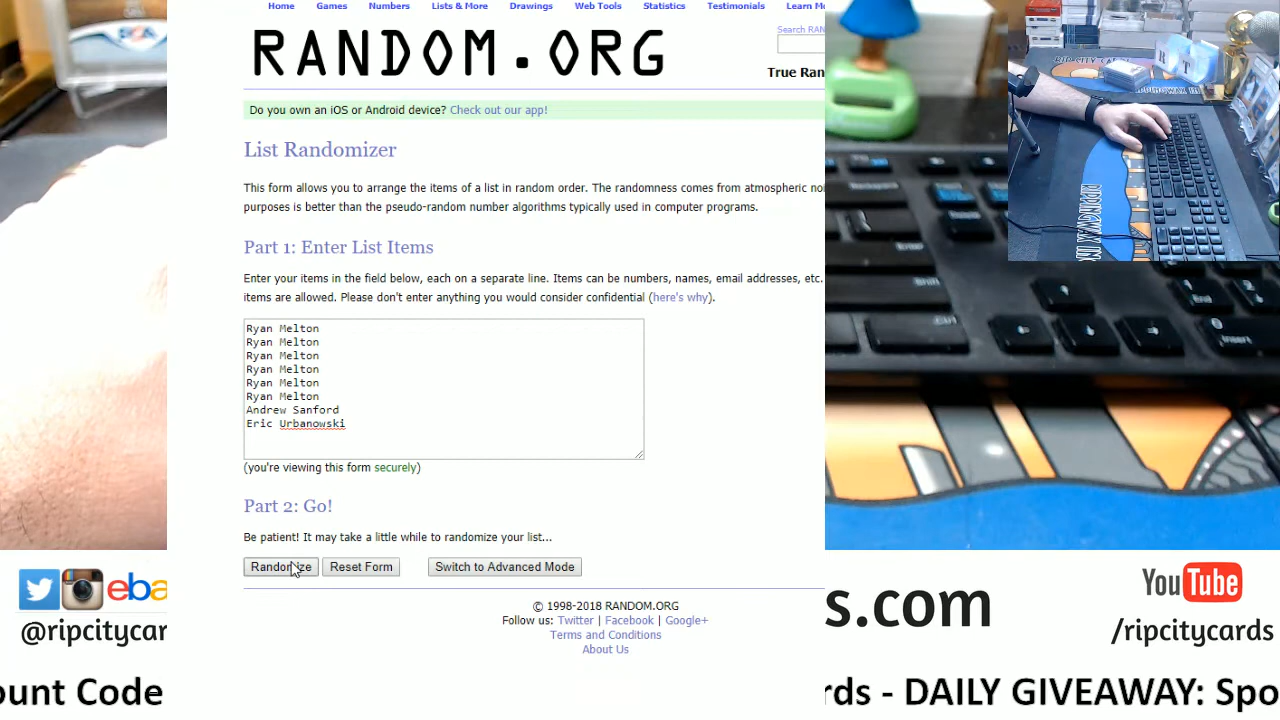 Home Games Numbers Lists & More Drawings Web Tools Statistics Testimonials Learn
Search RAN
RANDOM.ORG
True Ran
Do you own an iOS or Android device? Check out our app!
List Randomizer
This form allows you to arrange the items of a list in random order. The randomness comes from atmospheric
purposes is better than the pseudo-random number algorithms typically used in computer programs.
Part 1: Enter List Items
Enter your items in the field below, each on a separate line. Items can be numbers, names, email addresses, etc.
items are allowed. Please don't enter anything you would consider confidential (here's why).
Ryan Melton
Ryan Melton
Ryan Melton
Ryan Melton
Ryan Melton
Ryan Melton
Andrew Sanford
Eric Urbanowski
(you're viewing this form securely)
Part 2: Go!
Be patient! It may take a little while to randomize your list...
Randomize Reset Form Switch to Advanced Mode
© 1998-2018 RANDOM.ORG
Follow us: Twitter | Facebook | Google+
Terms and Conditions
About Us
eba
@ripcitycar
s.com
YouTube
/ripcitycards
ount Code
rds - DAILY GIVEAWAY: Spo